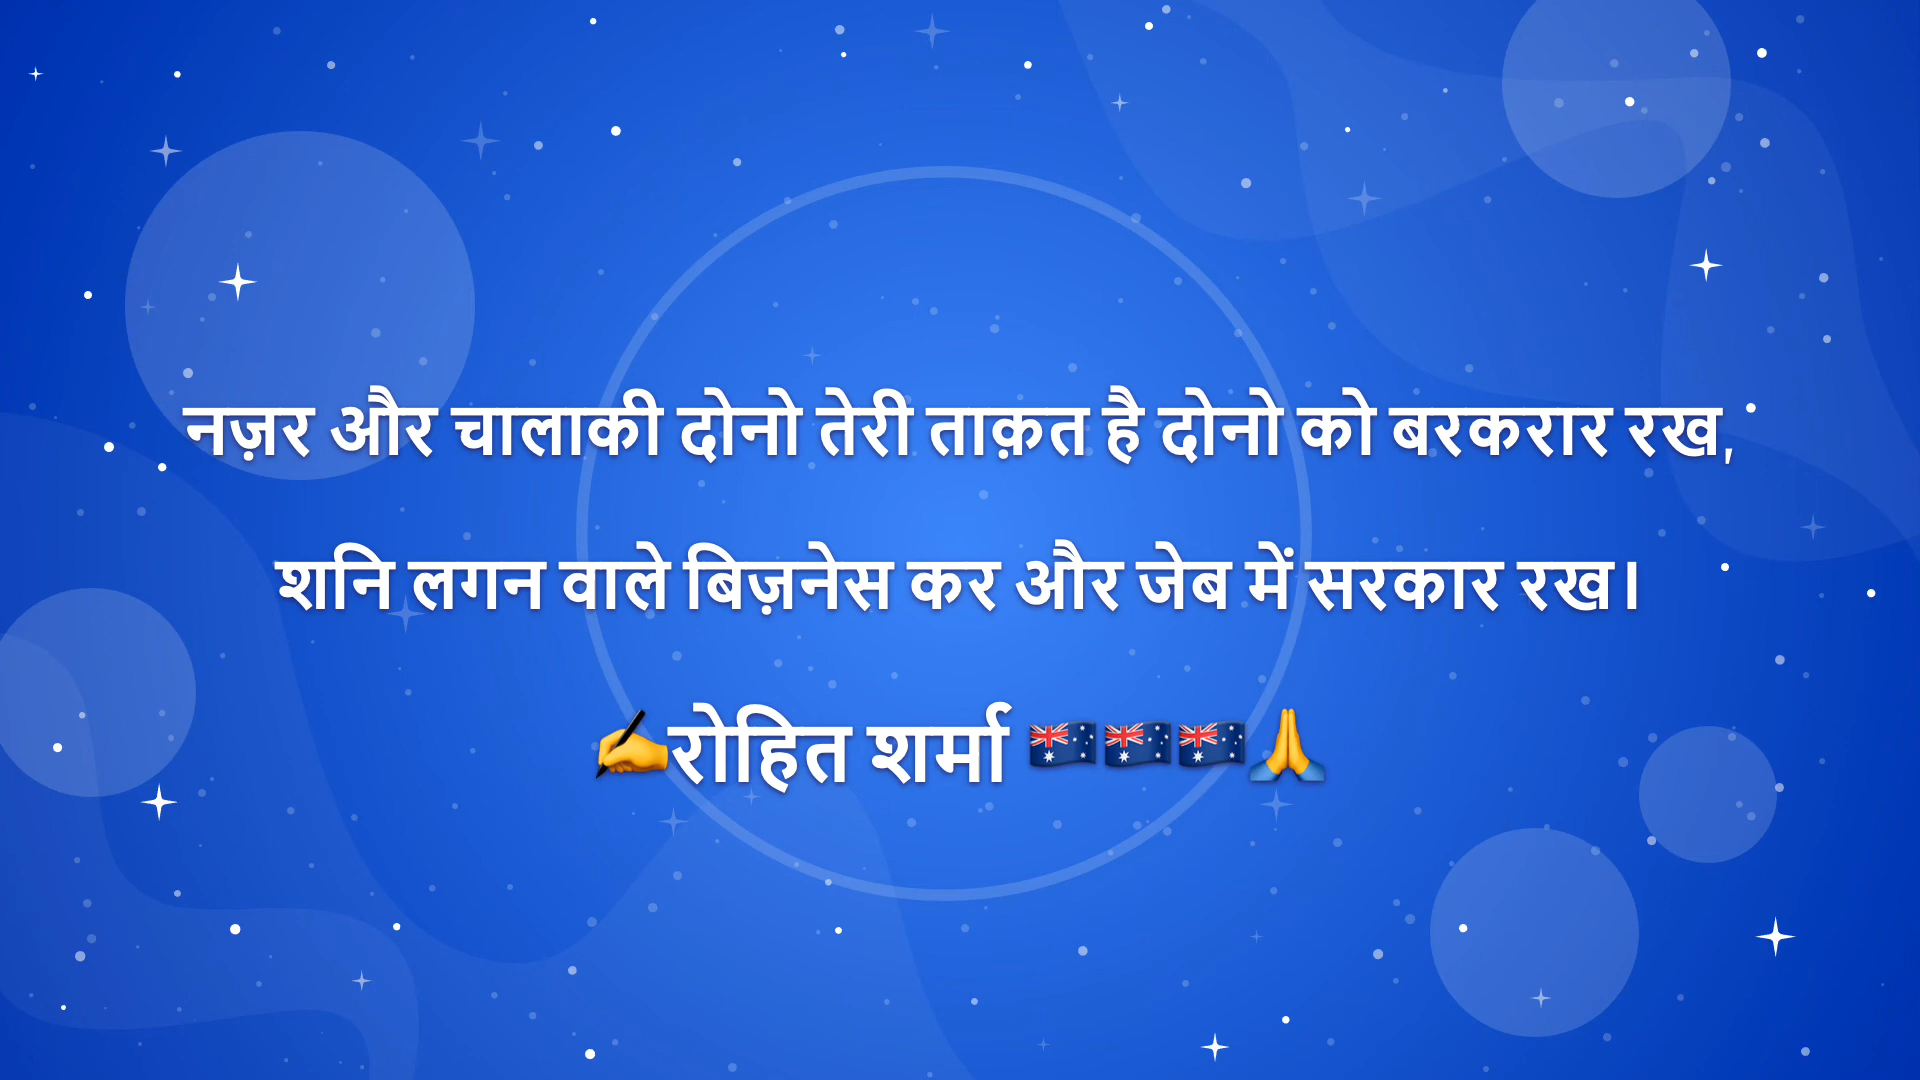 नज़र और चालाकी दोनो तेरी ताक़त है दोनो को बरकरार रख,
शनि लगन वाले बिज़नेस कर और जेब में सरकार रख।
✍️रोहित शर्मा 🇦🇺🇦🇺🇦🇺🙏